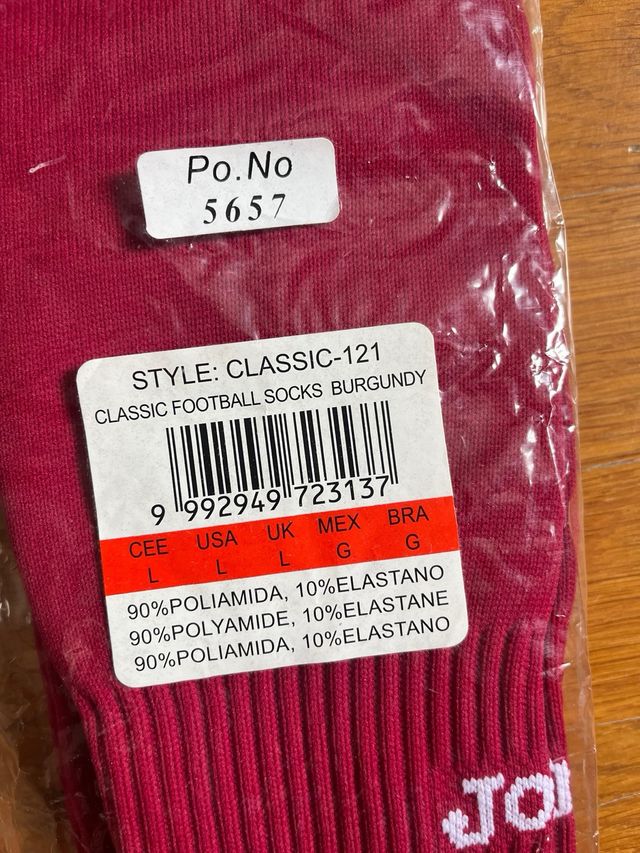 Po.No
5657
STYLE: CLASSIC-121
CLASSIC FOOTBALL SOCKS BURGUNDY
9 992949 723137
CEE USA UK MEX BRA
L L L G G
90%POLIAMIDA, 10%ELASTANO
90%POLYAMIDE, 10%ELASTANE
90%POLIAMIDA, 10%ELASTANO